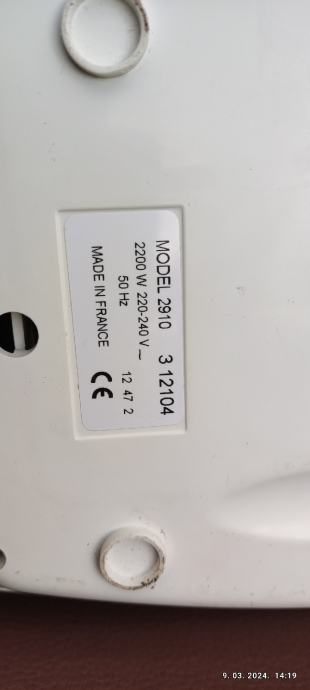 MODEL 2910 3 12104
2200 W 220-240 V ~
50 Hz 12 47 2
MADE IN FRANCE CE
9. 03. 2024. 14:19